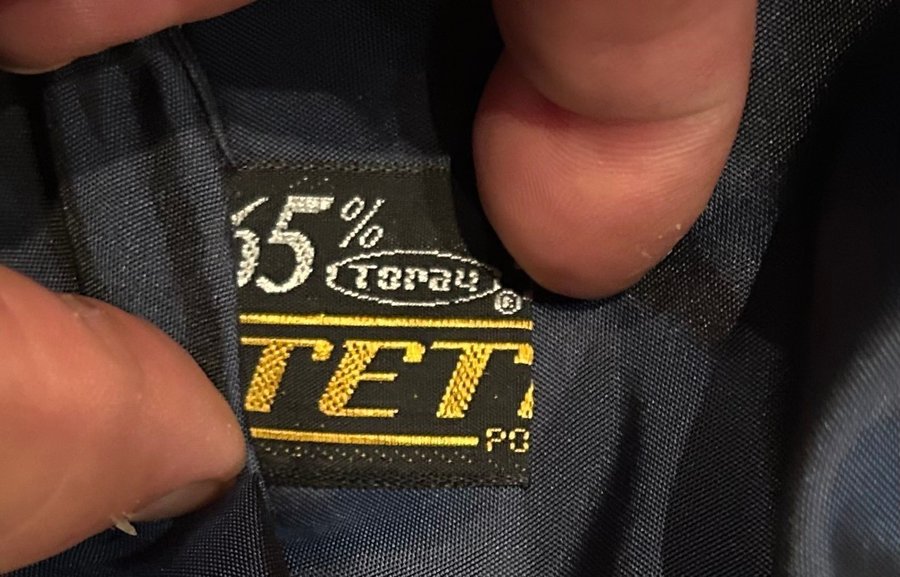 65%
Toray ®
TET
PO